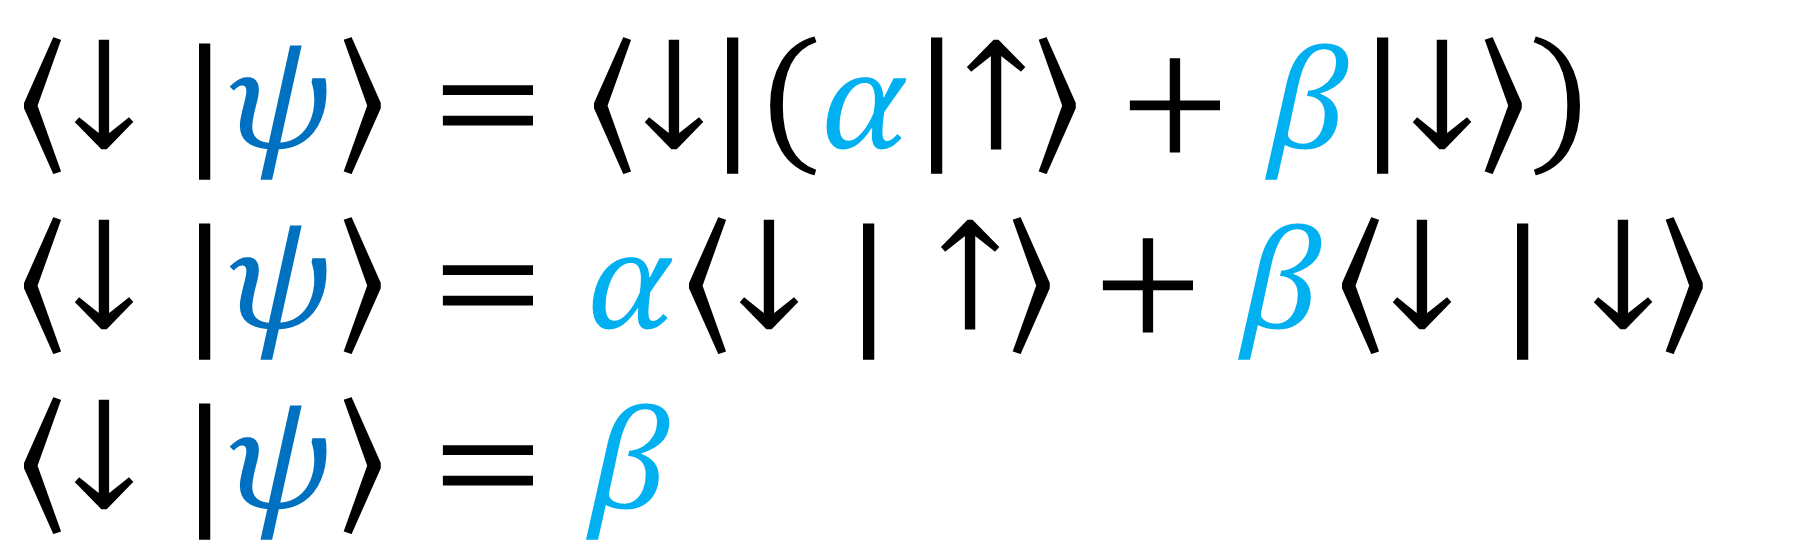 ⟨↓ |ψ⟩ = ⟨↓|(α|↑⟩ + β|↓⟩)
⟨↓ |ψ⟩ = α⟨↓ | ↑⟩ + β⟨↓ | ↓⟩
⟨↓ |ψ⟩ = β